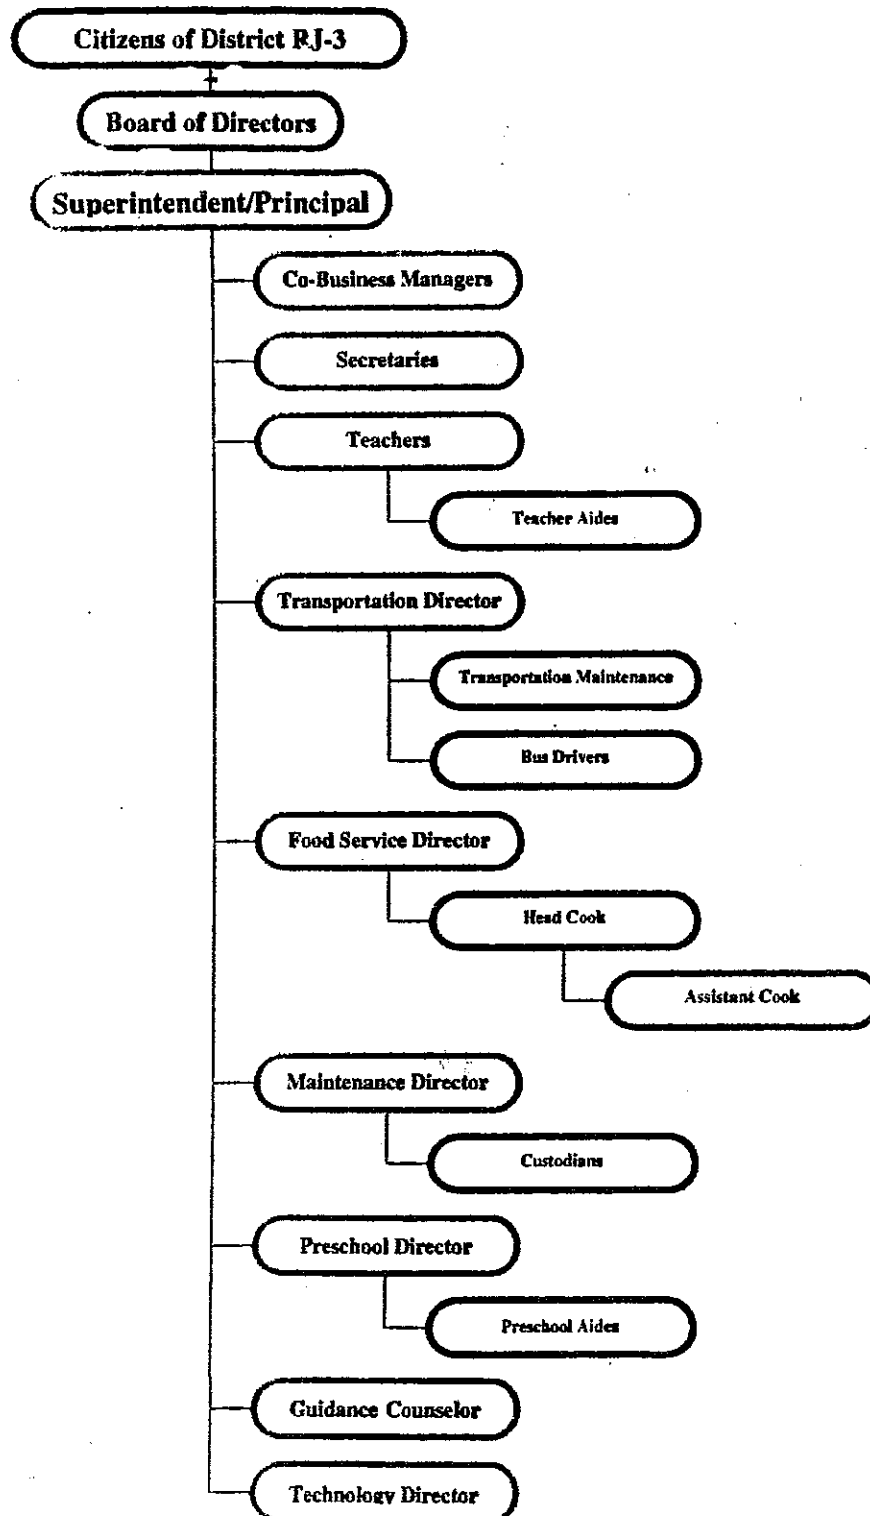 Citizens of District RJ-3
Board of Directors
Superintendent/Principal
Co-Business Managers
Secretaries
Teachers
Teacher Aides
Transportation Director
Transportation Maintenance
Bus Drivers
Food Service Director
Head Cook
Assistant Cook
Maintenance Director
Custodians
Preschool Director
Preschool Aides
Guidance Counselor
Technology Director